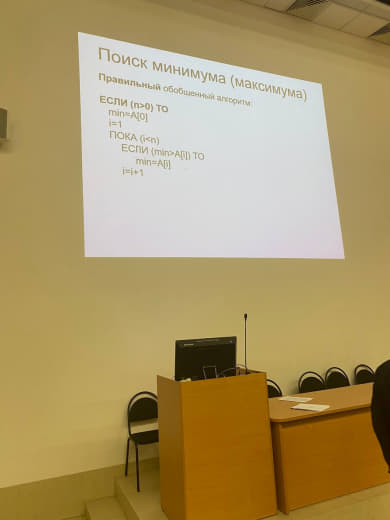 Поиск минимума (максимума)
Правильный обобщенный алгоритм:
ЕСЛИ (n>0) ТО
min=A[0]
i=1
ПОКА (i<n)
ЕСЛИ (min>A[i]) ТО
min=A[i]
i=i+1